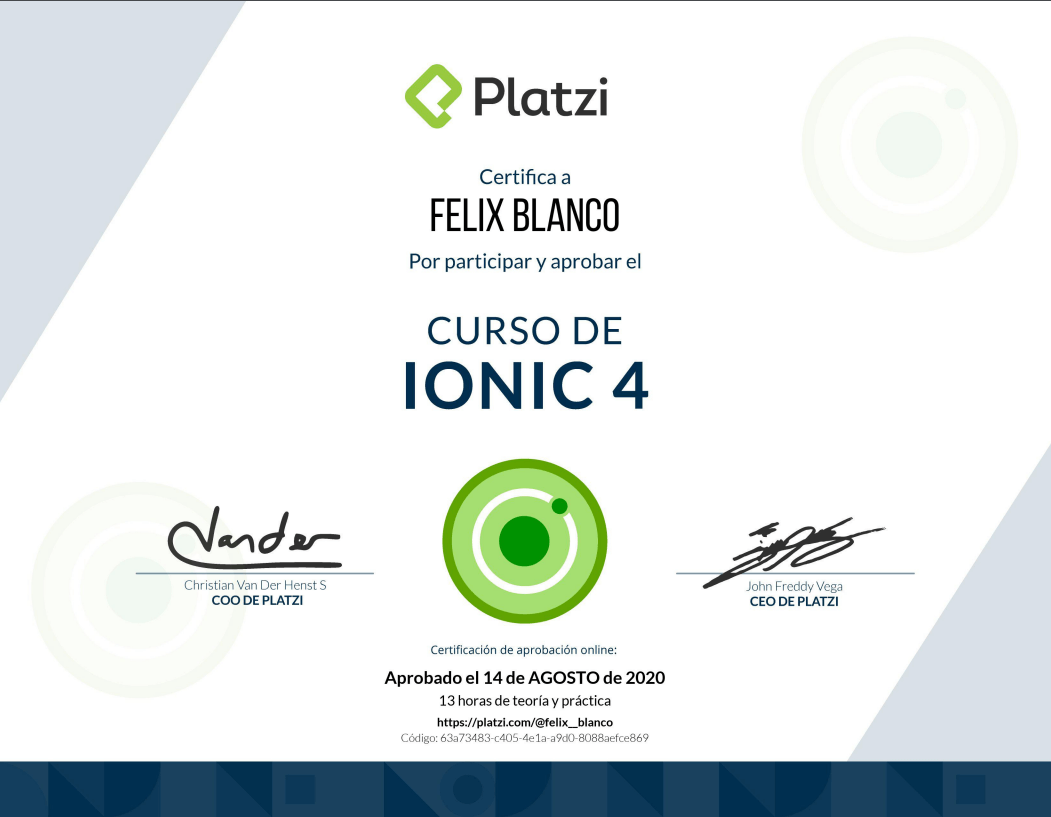 Platzi
Certifica a
FELIX BLANCO
Por participar y aprobar el
CURSO DE
IONIC 4
Vander
Christian Van Der Henst S
COO DE PLATZI
John Freddy Vega
CEO DE PLATZI
Certificación de aprobación online:
Aprobado el 14 de AGOSTO de 2020
13 horas de teoría y práctica
https://platzi.com/@felix__blanco
Código: 63a73483-c405-4e1a-a9d0-8088aefce869